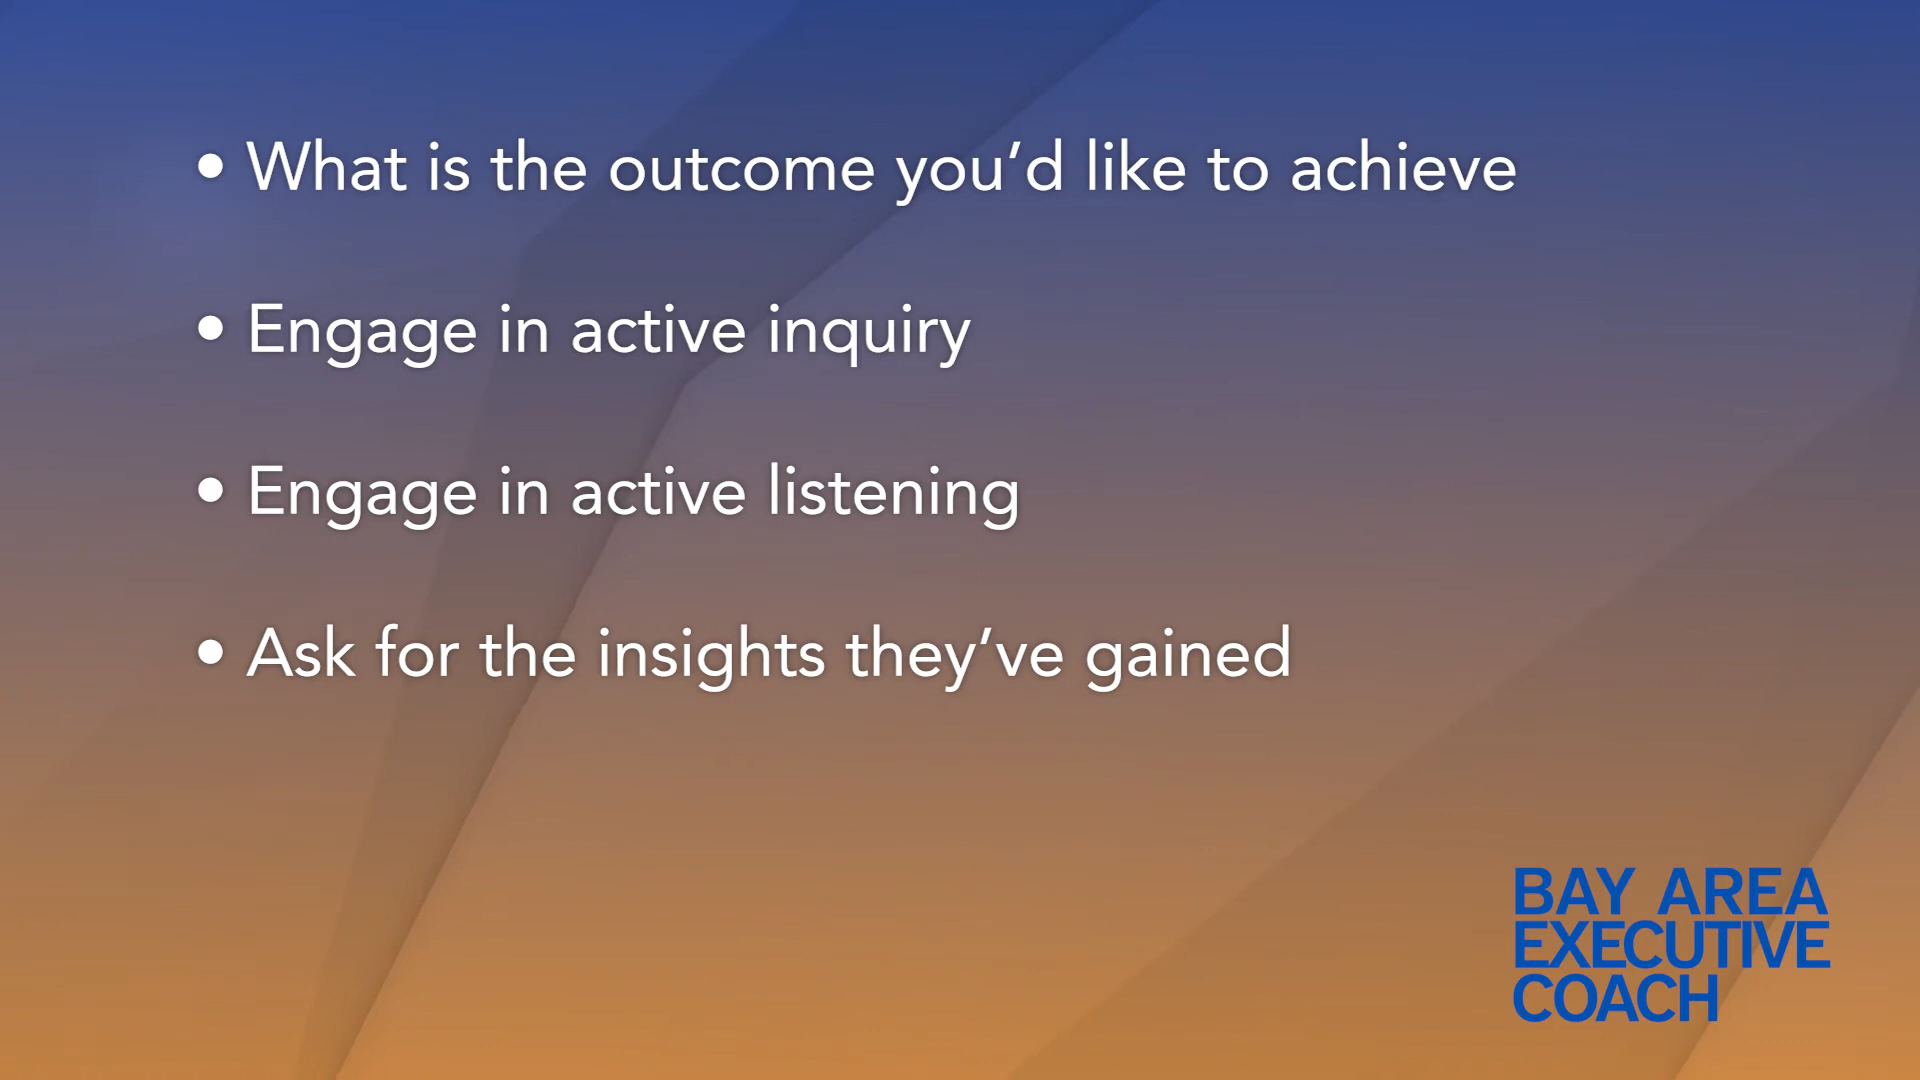 • What is the outcome you’d like to achieve
• Engage in active inquiry
• Engage in active listening
• Ask for the insights they’ve gained
BAY AREA
EXECUTIVE
COACH